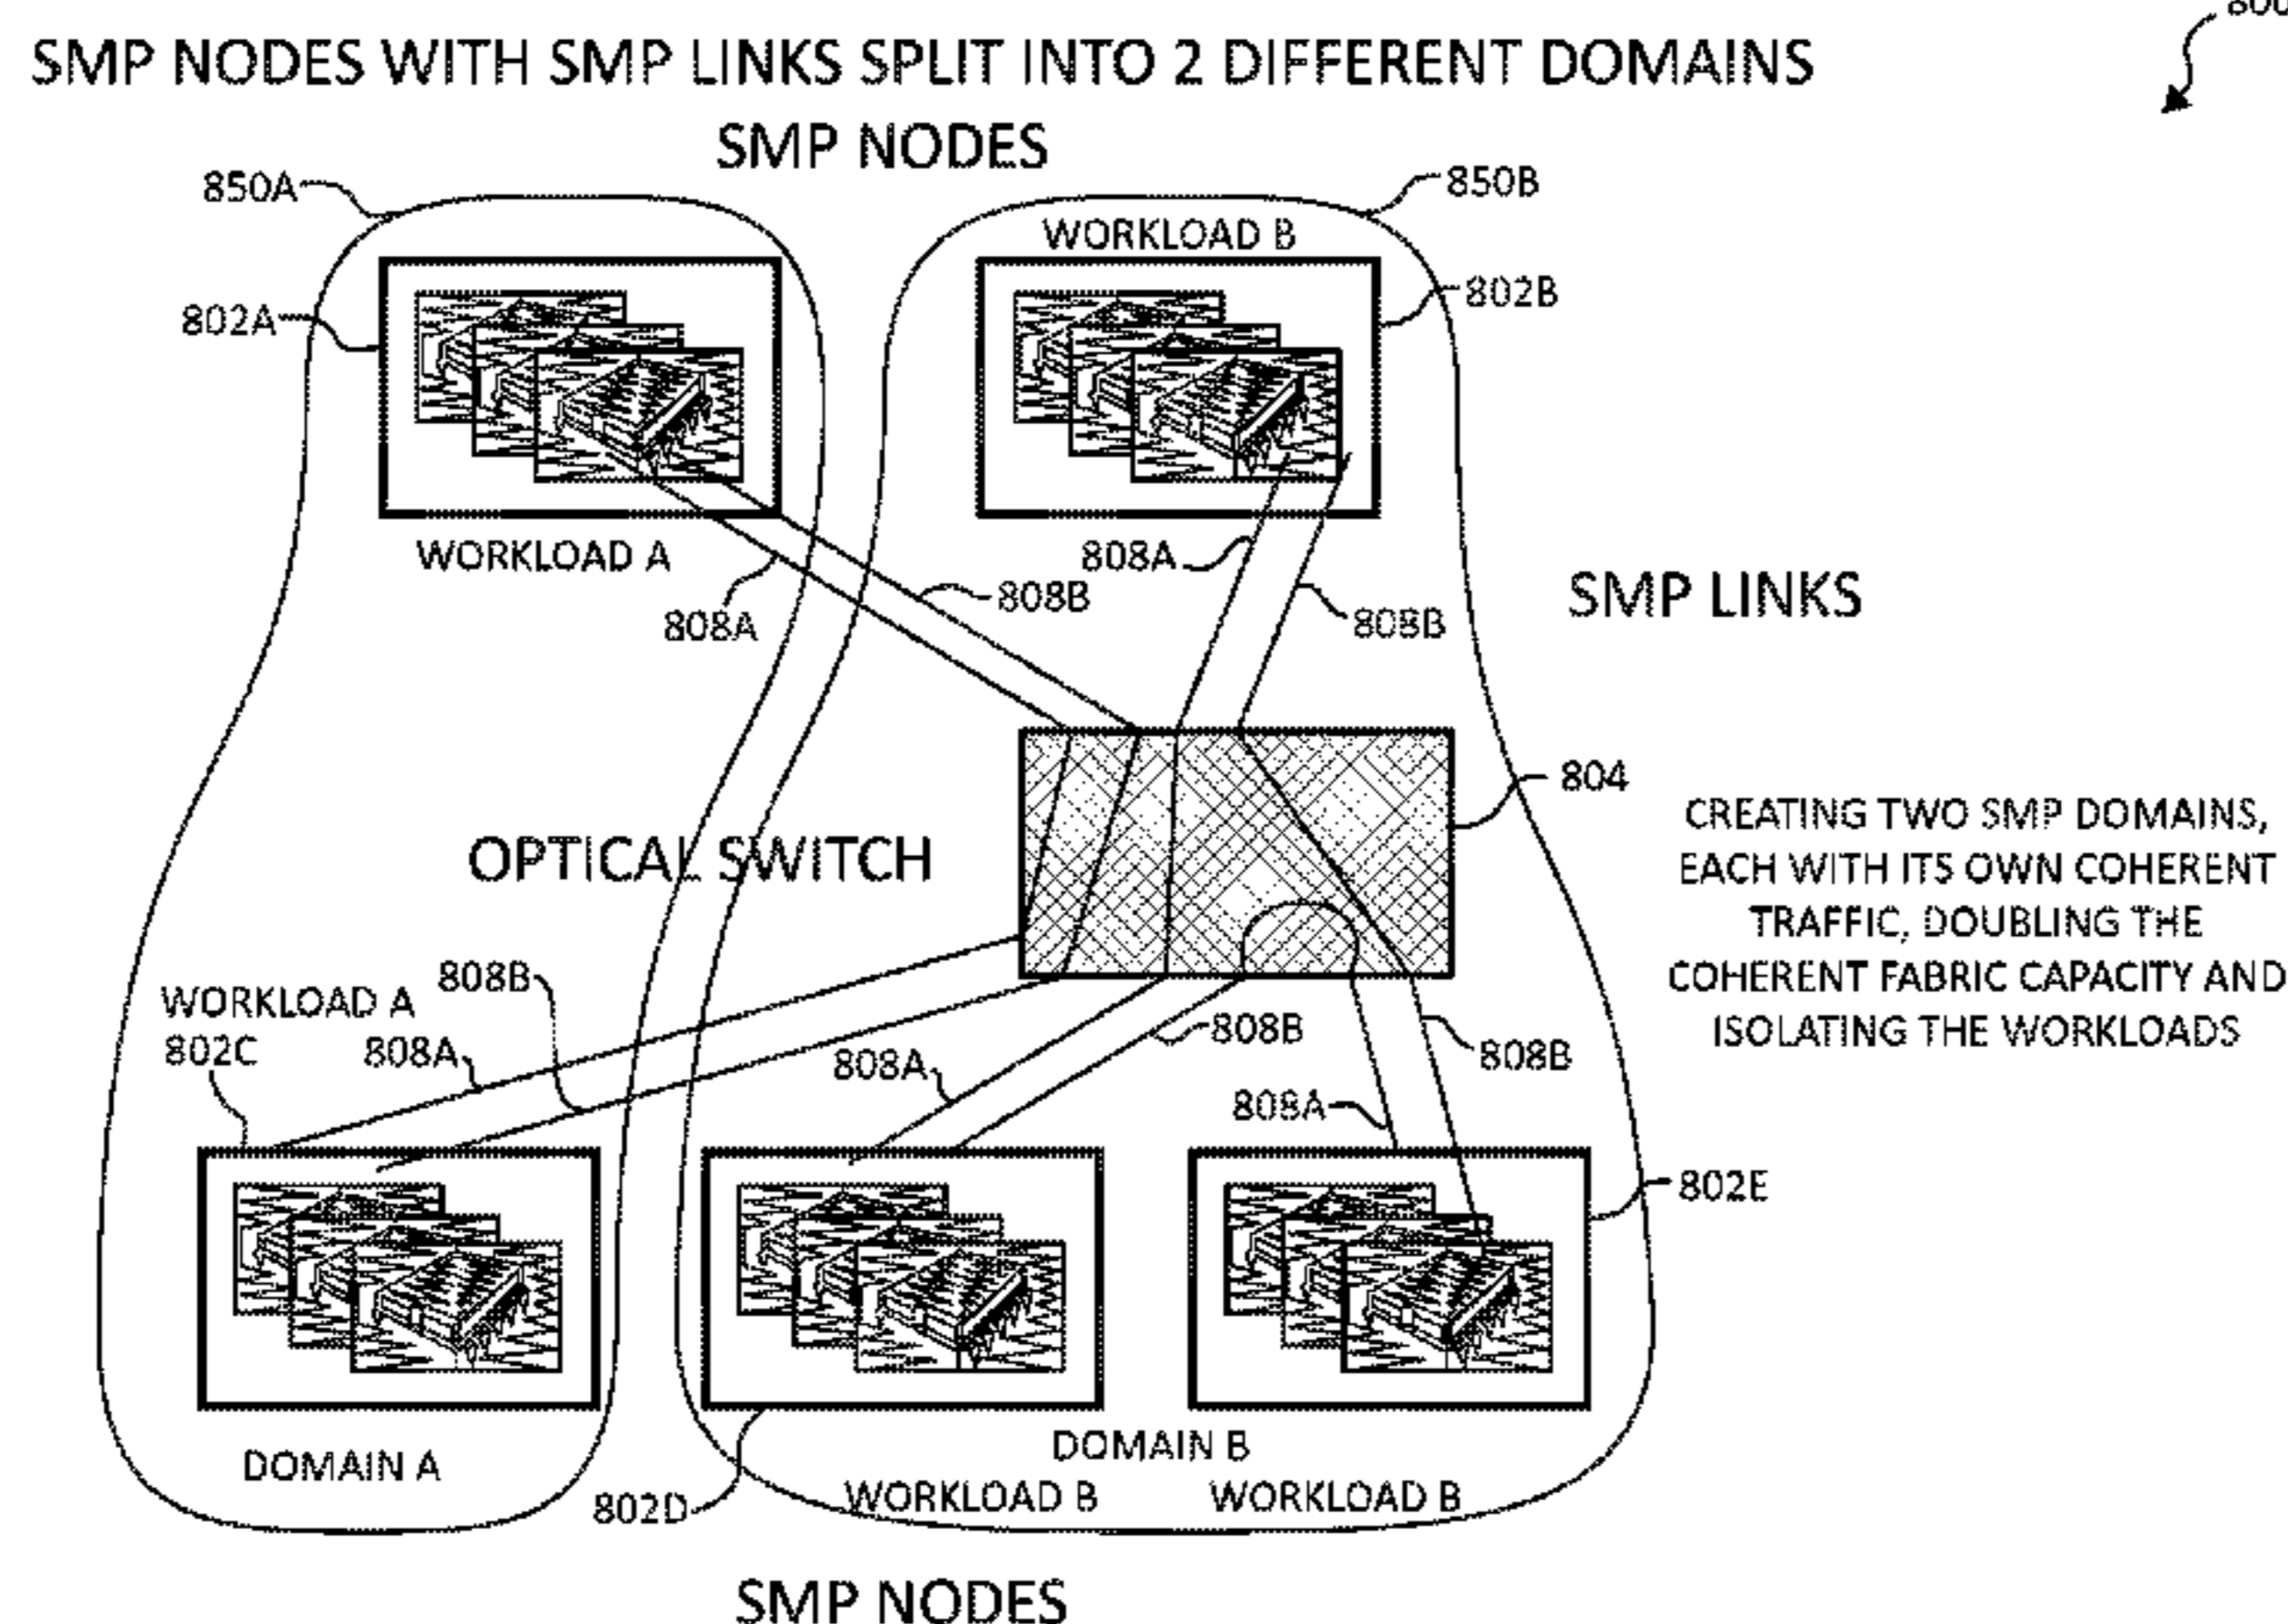 800
SMP NODES WITH SMP LINKS SPLIT INTO 2 DIFFERENT DOMAINS
SMP NODES
850A
850B
WORKLOAD B
802A
802B
WORKLOAD A
808A
808B
808A
808B
SMP LINKS
804
OPTICAL SWITCH
CREATING TWO SMP DOMAINS,
EACH WITH ITS OWN COHERENT
TRAFFIC, DOUBLING THE
COHERENT FABRIC CAPACITY AND
ISOLATING THE WORKLOADS
WORKLOAD A
802C
808A
808B
808A
808B
808A
808B
802E
DOMAIN A
DOMAIN B
802D
WORKLOAD B
WORKLOAD B
SMP NODES